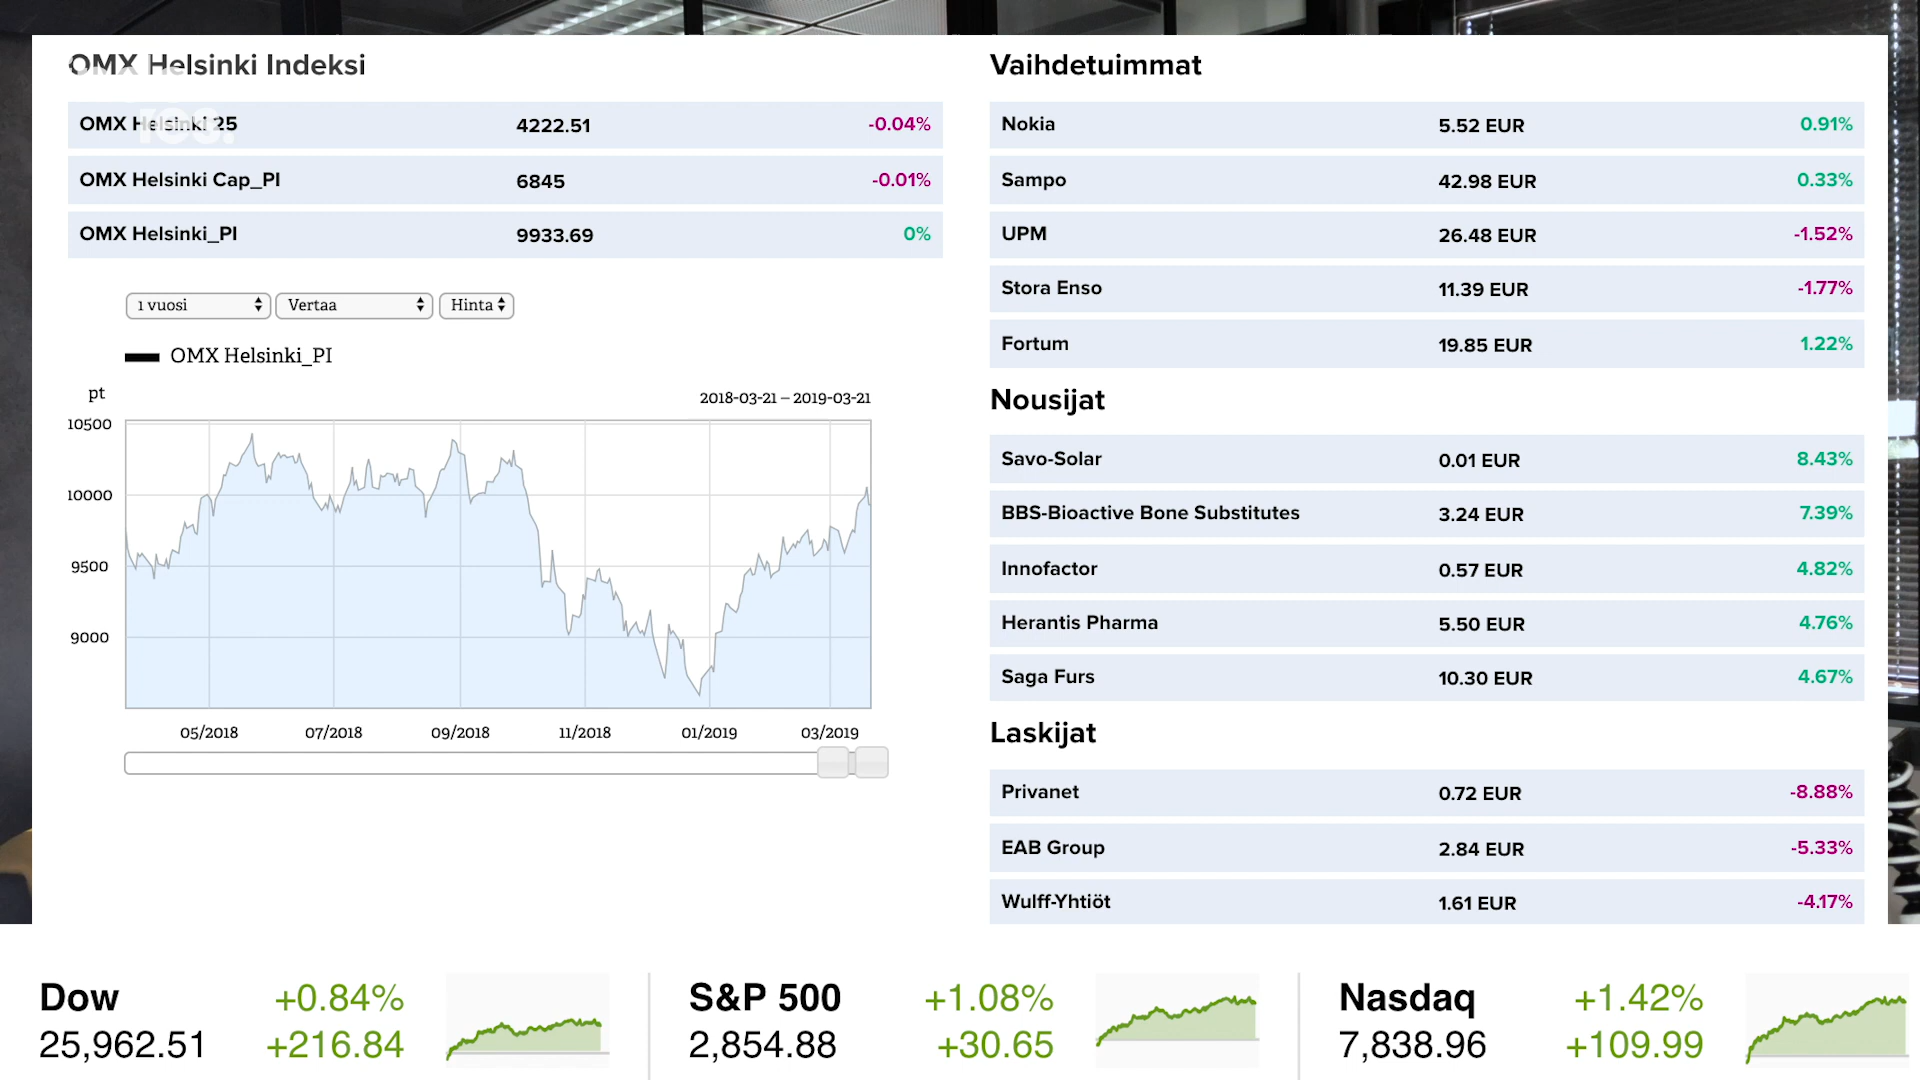 OMX Helsinki Indeksi
OMX Helsinki 25 4222.51 -0.04%
OMX Helsinki Cap_PI 6845 -0.01%
OMX Helsinki_PI 9933.69 0%
1 vuosi Vertaa Hinta
OMX Helsinki_PI
pt
2018-03-21 – 2019-03-21
10500
10000
9500
9000
05/2018 07/2018 09/2018 11/2018 01/2019 03/2019
Vaihdetuimmat
Nokia 5.52 EUR 0.91%
Sampo 42.98 EUR 0.33%
UPM 26.48 EUR -1.52%
Stora Enso 11.39 EUR -1.77%
Fortum 19.85 EUR 1.22%
Nousijat
Savo-Solar 0.01 EUR 8.43%
BBS-Bioactive Bone Substitutes 3.24 EUR 7.39%
Innofactor 0.57 EUR 4.82%
Herantis Pharma 5.50 EUR 4.76%
Saga Furs 10.30 EUR 4.67%
Laskijat
Privanet 0.72 EUR -8.88%
EAB Group 2.84 EUR -5.33%
Wulff-Yhtiöt 1.61 EUR -4.17%
Dow +0.84%
25,962.51 +216.84
S&P 500 +1.08%
2,854.88 +30.65
Nasdaq +1.42%
7,838.96 +109.99